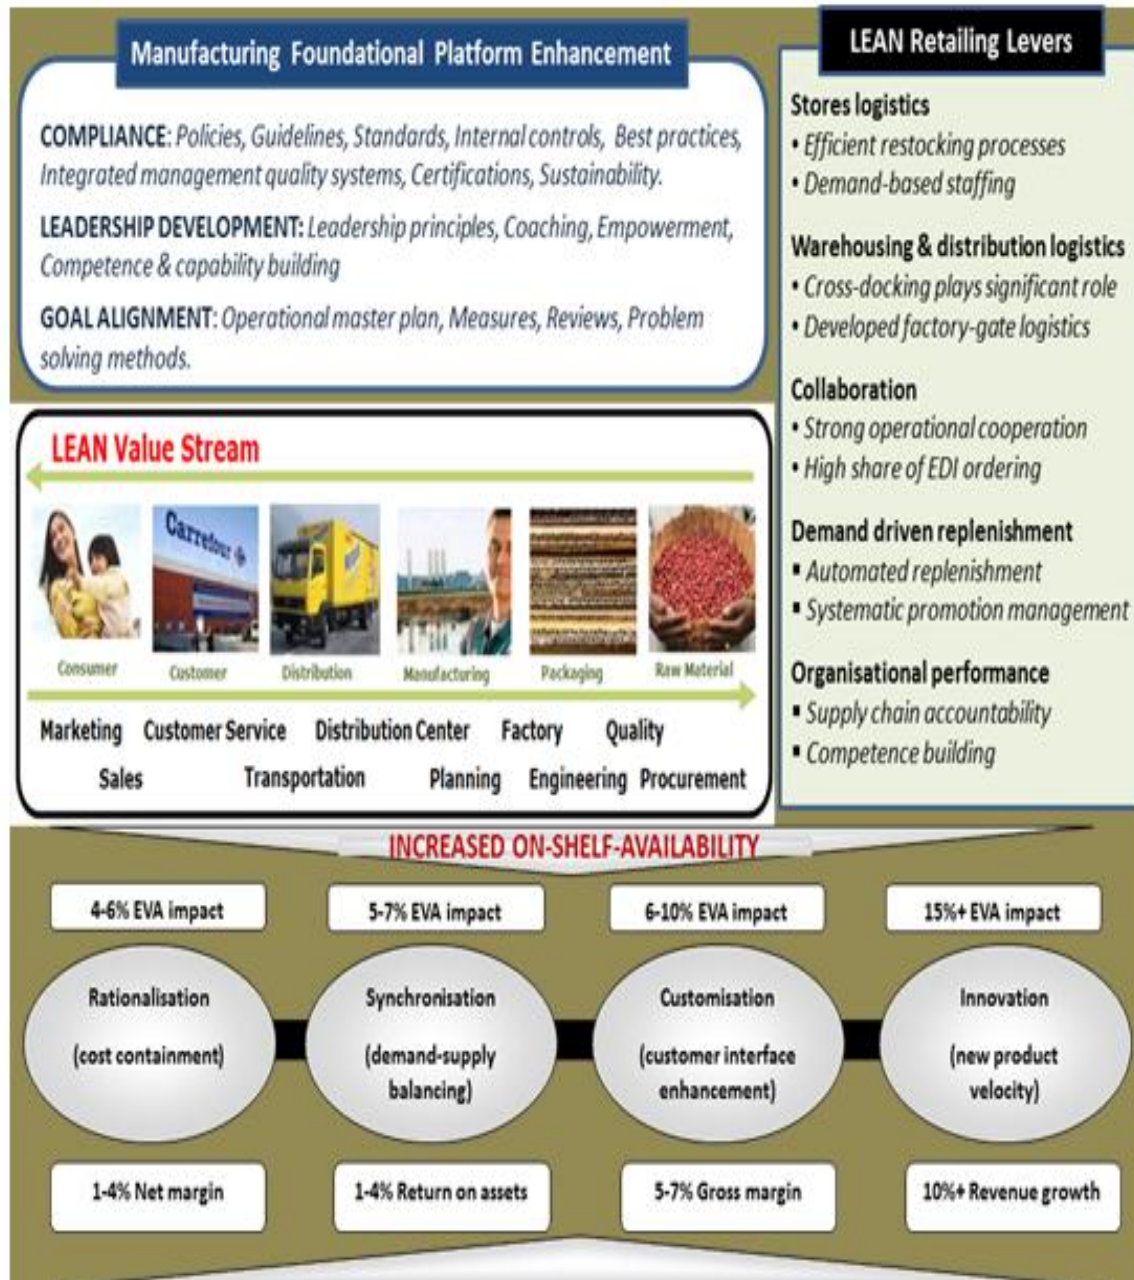 Manufacturing Foundational Platform Enhancement
COMPLIANCE: Policies, Guidelines, Standards, Internal controls, Best practices,
Integrated management quality systems, Certifications, Sustainability.
LEADERSHIP DEVELOPMENT: Leadership principles, Coaching, Empowerment,
Competence & capability building
GOAL ALIGNMENT: Operational master plan, Measures, Reviews, Problem
solving methods.
LEAN Value Stream
Carrefour
Consumer
Customer
Distribution
Manufacturing
Packaging
Raw Material
Marketing Customer Service Distribution Center Factory Quality
Sales Transportation Planning Engineering Procurement
LEAN Retailing Levers
Stores logistics
• Efficient restocking processes
• Demand-based staffing
Warehousing & distribution logistics
• Cross-docking plays significant role
• Developed factory-gate logistics
Collaboration
• Strong operational cooperation
• High share of EDI ordering
Demand driven replenishment
▪ Automated replenishment
▪ Systematic promotion management
Organisational performance
▪ Supply chain accountability
▪ Competence building
INCREASED ON-SHELF-AVAILABILITY
4-6% EVA impact
5-7% EVA impact
6-10% EVA impact
15%+ EVA impact
Rationalisation
(cost containment)
Synchronisation
(demand-supply
balancing)
Customisation
(customer interface
enhancement)
Innovation
(new product
velocity)
1-4% Net margin
1-4% Return on assets
5-7% Gross margin
10%+ Revenue growth